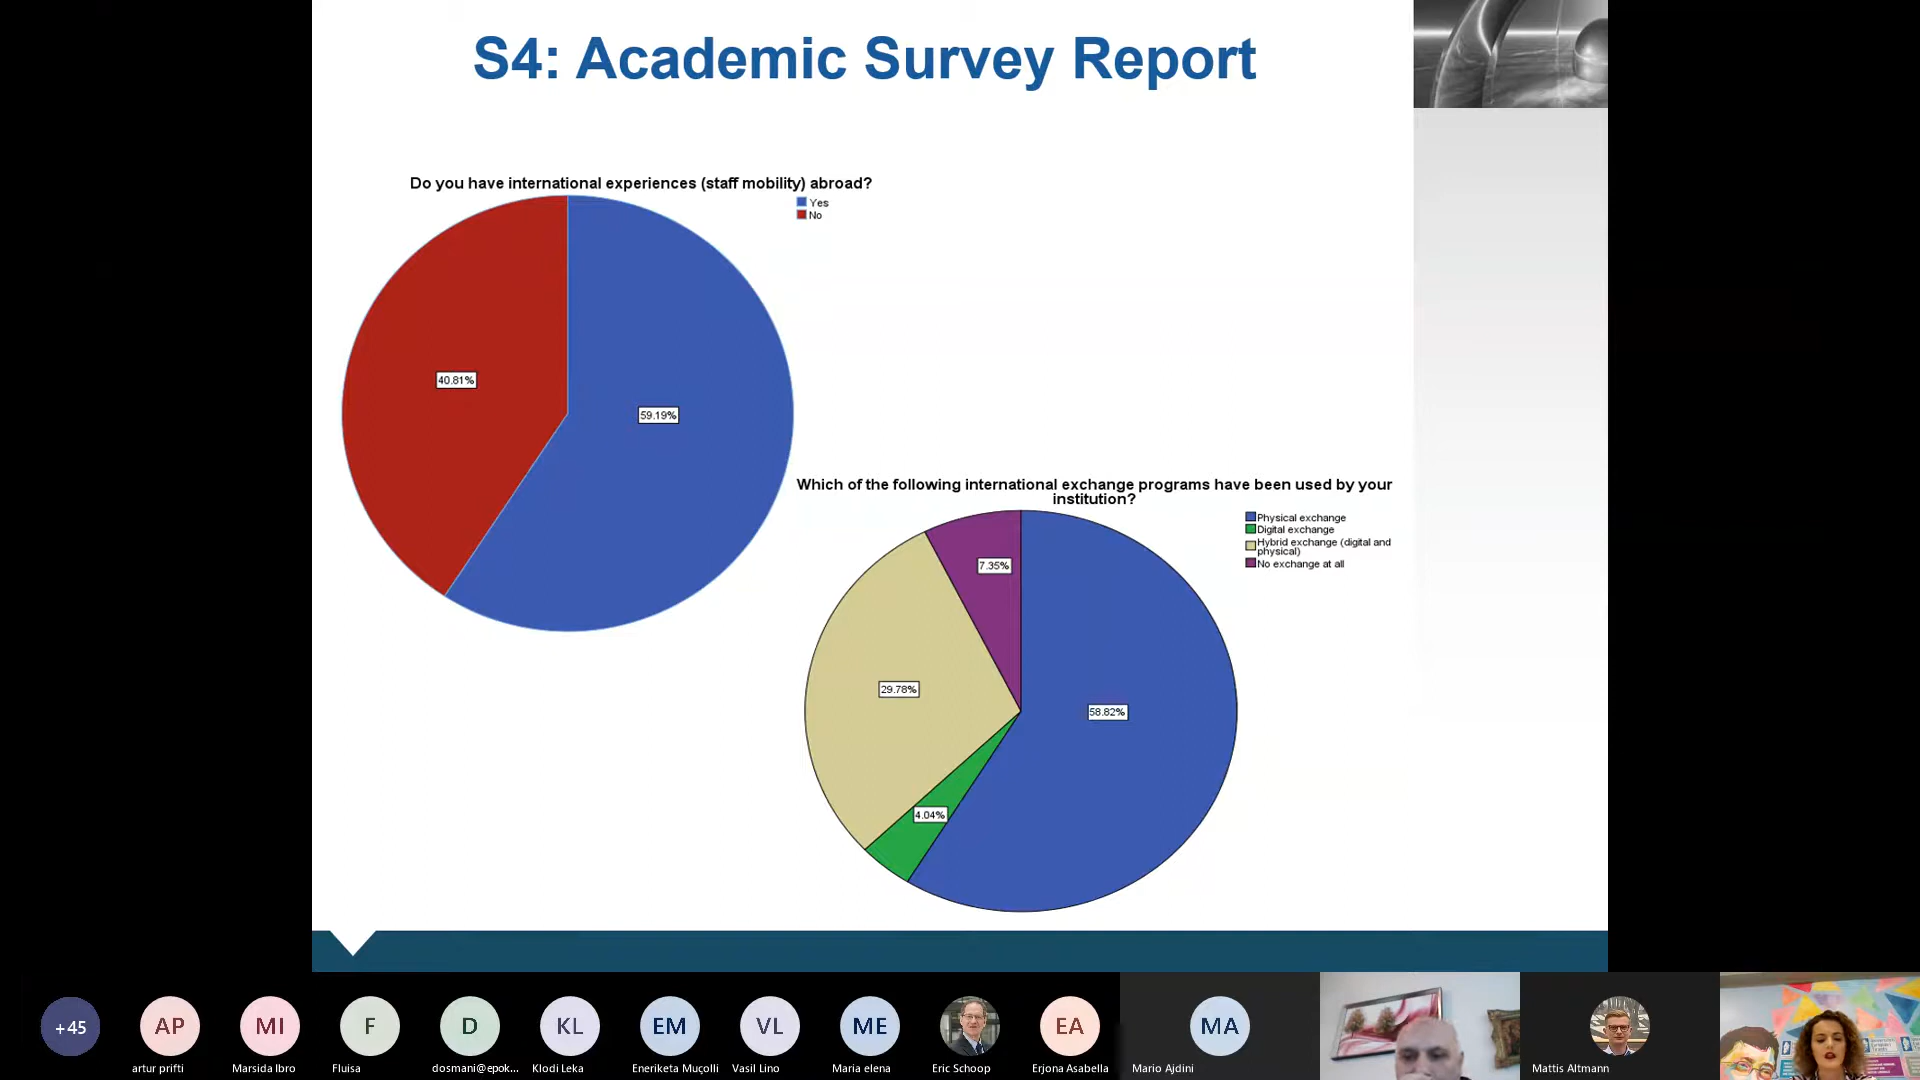 S4: Academic Survey Report
Do you have international experiences (staff mobility) abroad?
Yes
No
40.81%
59.19%
Which of the following international exchange programs have been used by your
institution?
Physical exchange
Digital exchange
Hybrid exchange (digital and
physical)
No exchange at all
7.35%
29.78%
58.82%
4.04%
+45
AP
MI
F
D
KL
EM
VL
ME
EA
MA
artur prifti
Marsida Ibro
Fluisa
dosmani@epok...
Klodi Leka
Eneriketa Muçolli
Vasil Lino
Maria elena
Eric Schoop
Erjona Asabella
Mario Ajdini
Mattis Altmann